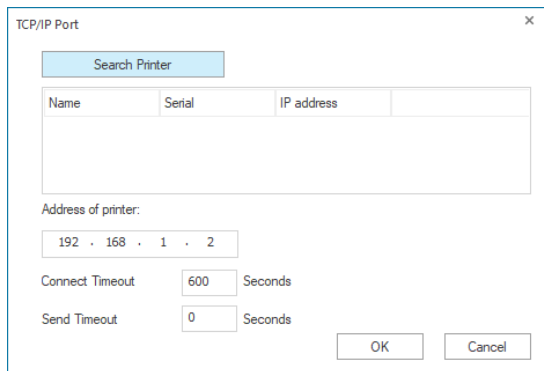 TCP/IP Port ×
Search Printer
Name Serial IP address
Address of printer:
192 . 168 . 1 . 2
Connect Timeout 600 Seconds
Send Timeout 0 Seconds
OK Cancel